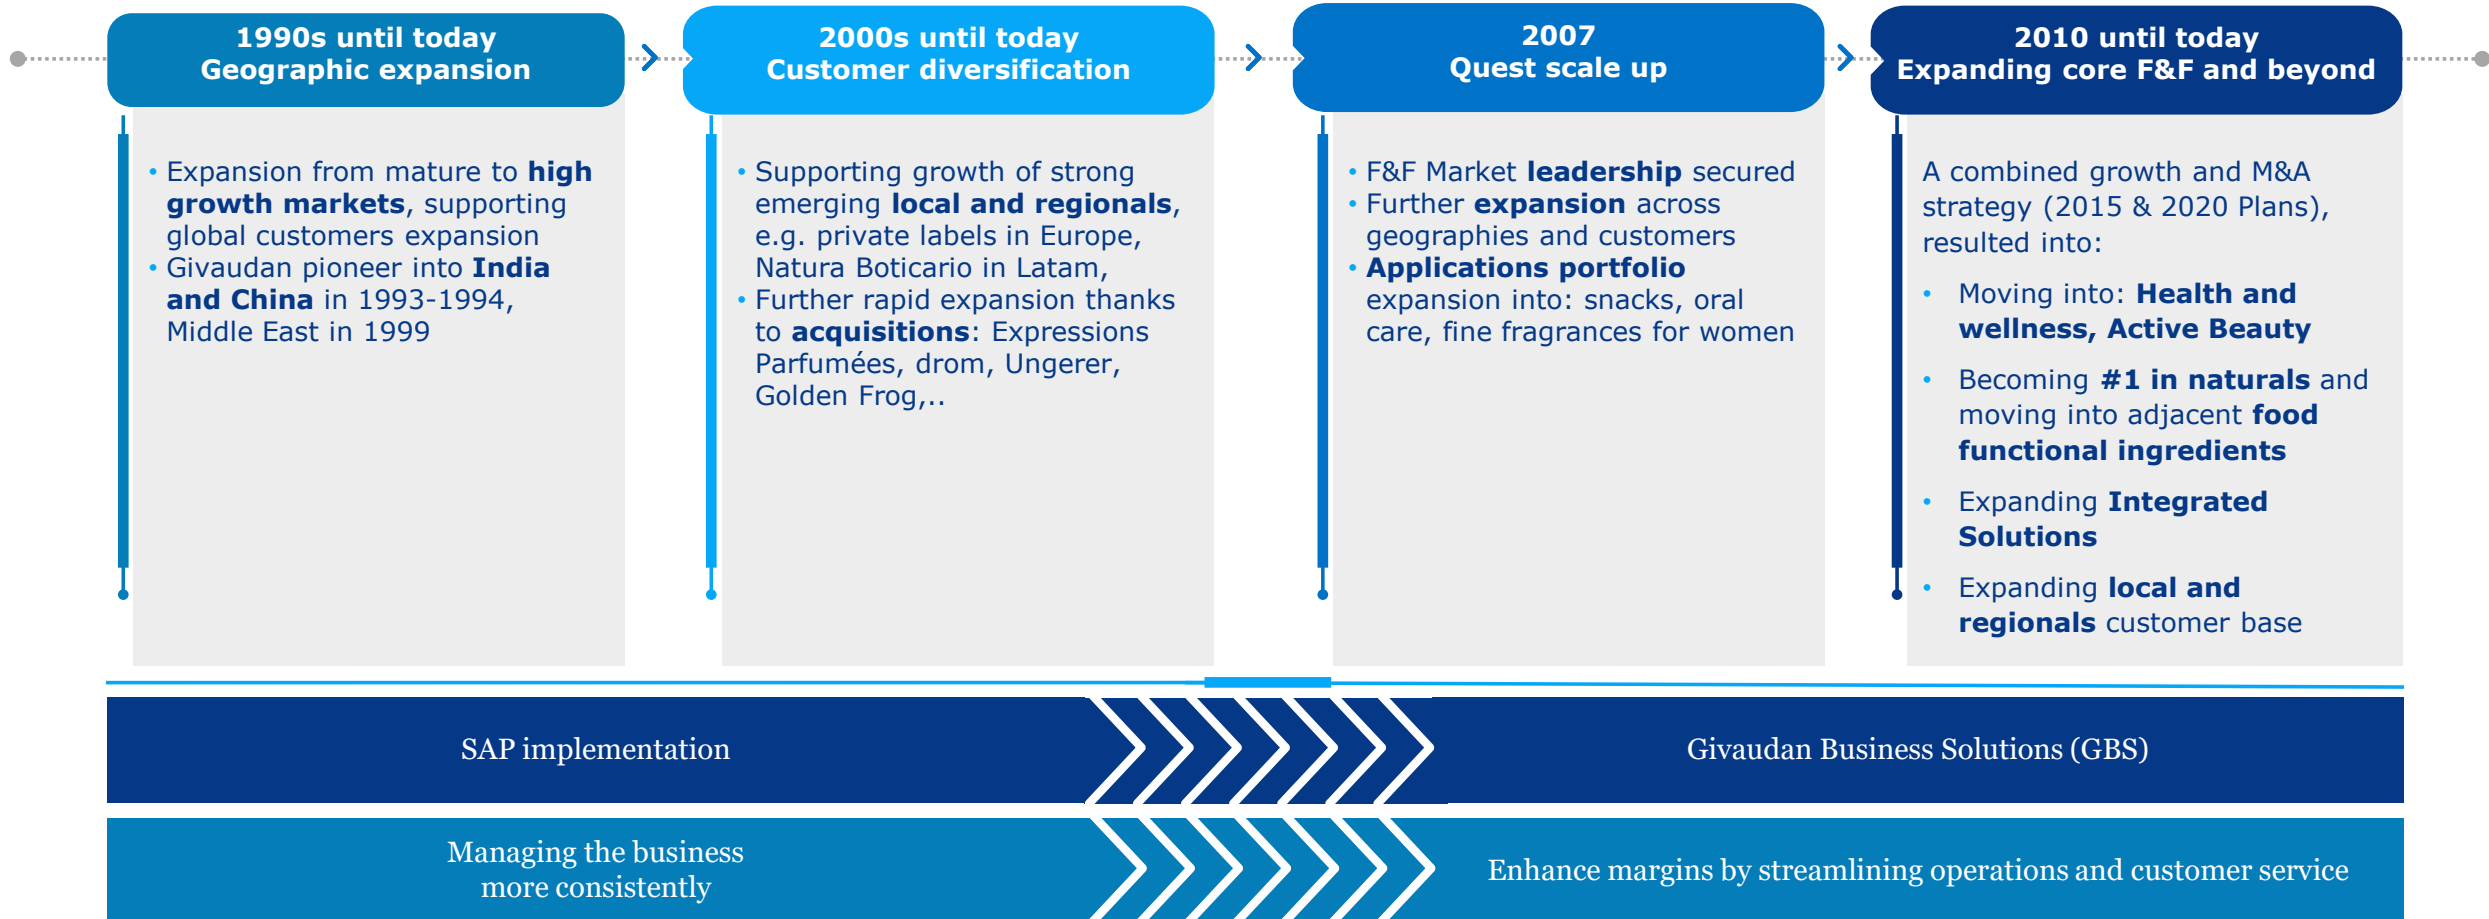 1990s until today
Geographic expansion
• Expansion from mature to high
growth markets, supporting
global customers expansion
• Givaudan pioneer into India
and China in 1993-1994,
Middle East in 1999
2000s until today
Customer diversification
• Supporting growth of strong
emerging local and regionals,
e.g. private labels in Europe,
Natura Boticario in Latam,
• Further rapid expansion thanks
to acquisitions: Expressions
Parfumées, drom, Ungerer,
Golden Frog,..
2007
Quest scale up
• F&F Market leadership secured
• Further expansion across
geographies and customers
• Applications portfolio
expansion into: snacks, oral
care, fine fragrances for women
2010 until today
Expanding core F&F and beyond
A combined growth and M&A
strategy (2015 & 2020 Plans),
resulted into:
• Moving into: Health and
wellness, Active Beauty
• Becoming #1 in naturals and
moving into adjacent food
functional ingredients
• Expanding Integrated
Solutions
• Expanding local and
regionals customer base
SAP implementation
Givaudan Business Solutions (GBS)
Managing the business
more consistently
Enhance margins by streamlining operations and customer service